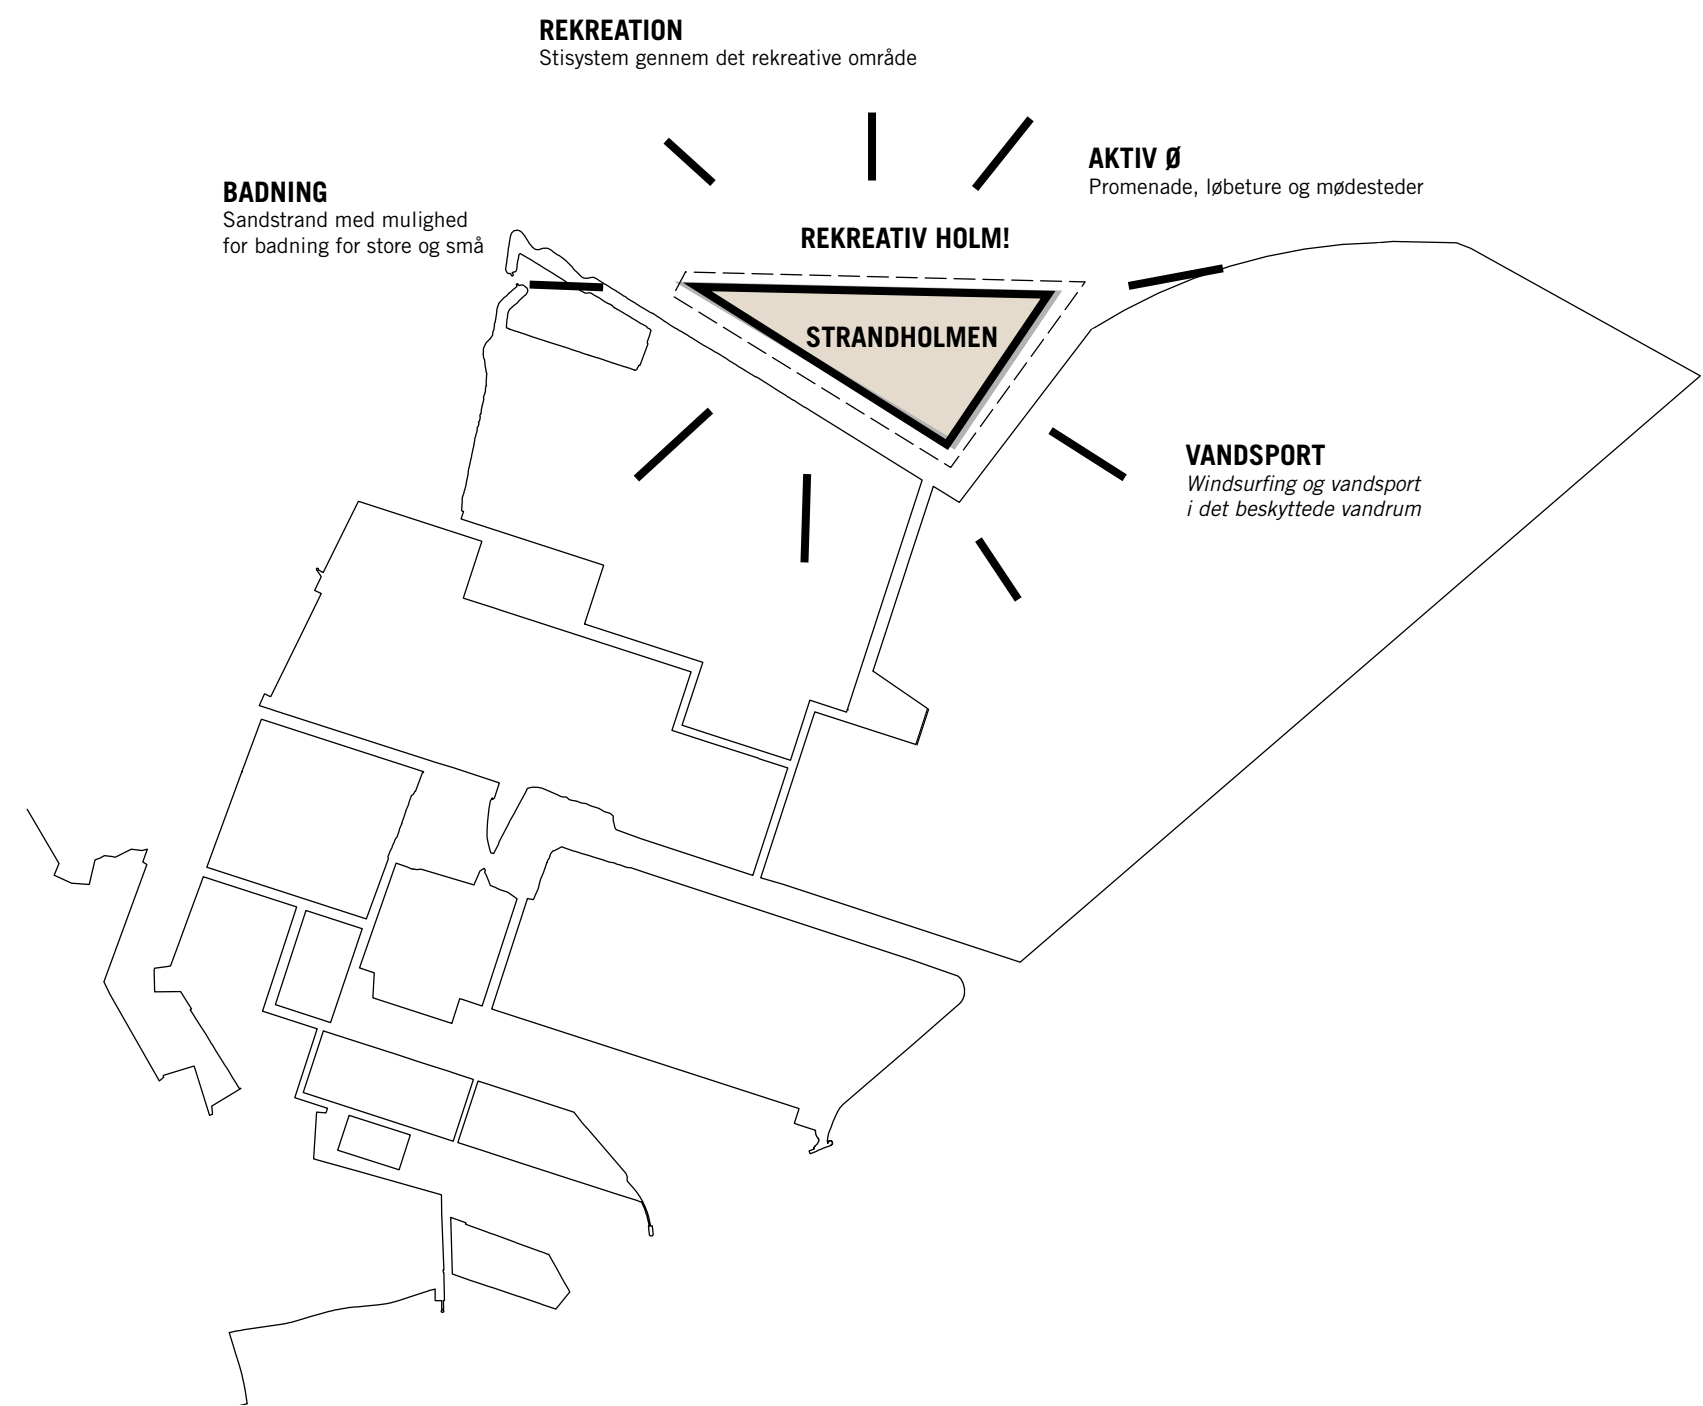 REKREATION
Stisystem gennem det rekreative område
AKTIV Ø
Promenade, løbeture og mødesteder
BADNING
Sandstrand med mulighed
for badning for store og små
REKREATIV HOLM!
STRANDHOLMEN
VANDSPORT
Windsurfing og vandsport
i det beskyttede vandrum